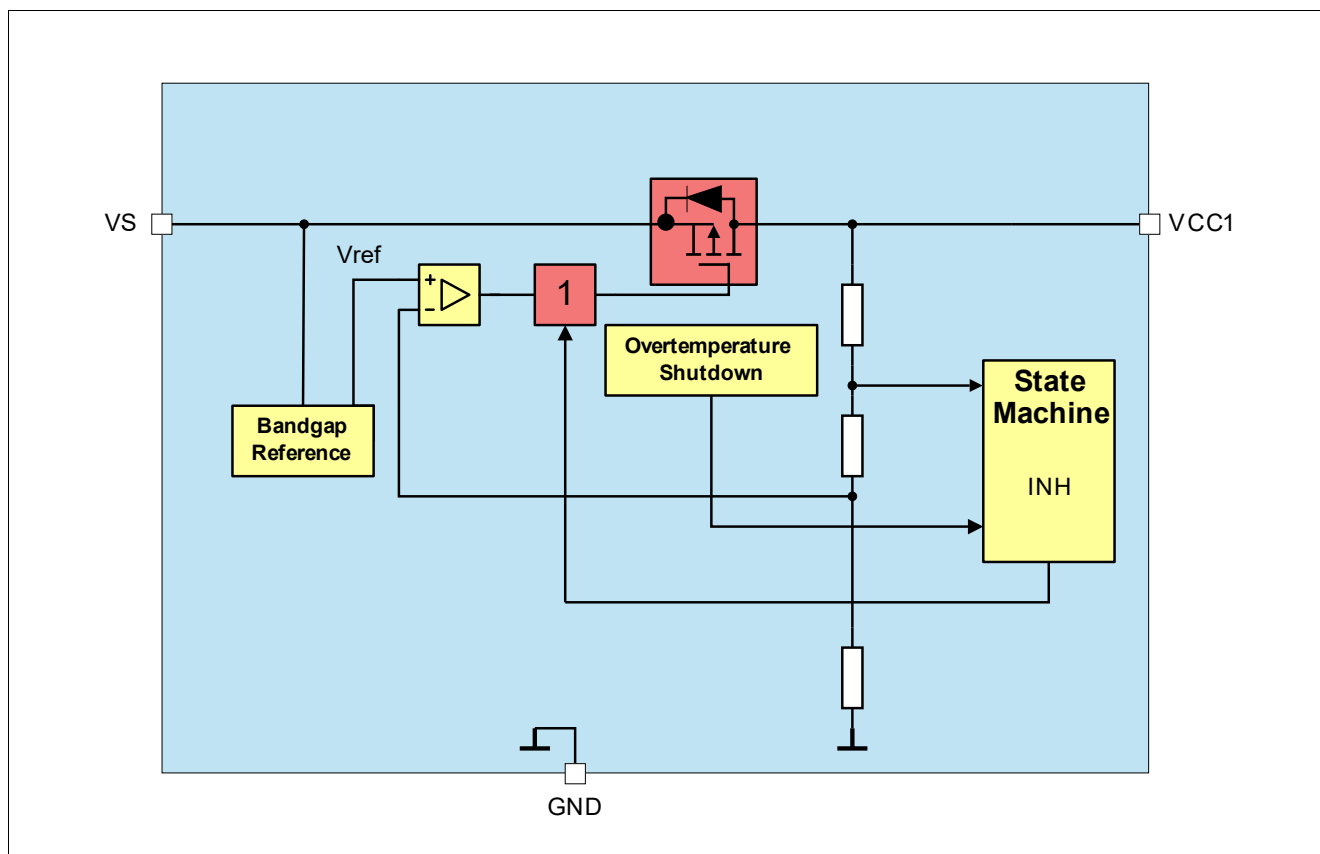 VS
VCC1
Vref
+
-
1
Overtemperature
Shutdown
State
Machine
INH
Bandgap
Reference
GND